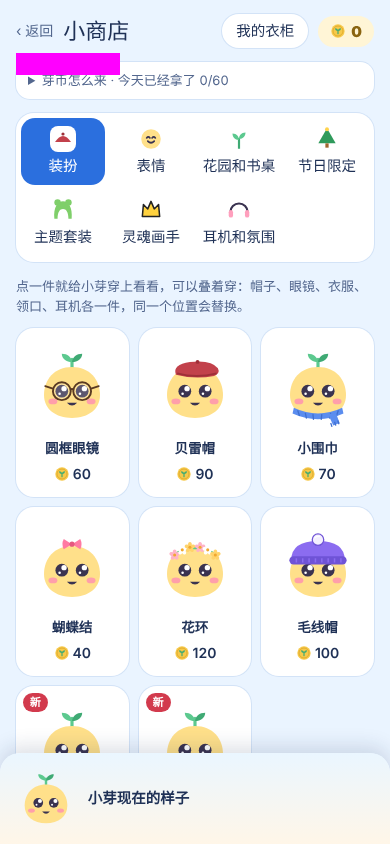 ‹ 返回 小商店 我的衣柜 0
▶ 芽币怎么来 · 今天已经拿了 0/60
装扮 表情 花园和书桌 节日限定
主题套装 灵魂画手 耳机和氛围
点一件就给小芽穿上看看，可以叠着穿：帽子、眼镜、衣服、
领口、耳机各一件，同一个位置会替换。
圆框眼镜 贝雷帽 小围巾
60 90 70
蝴蝶结 花环 毛线帽
40 120 100
新 新
小芽现在的样子